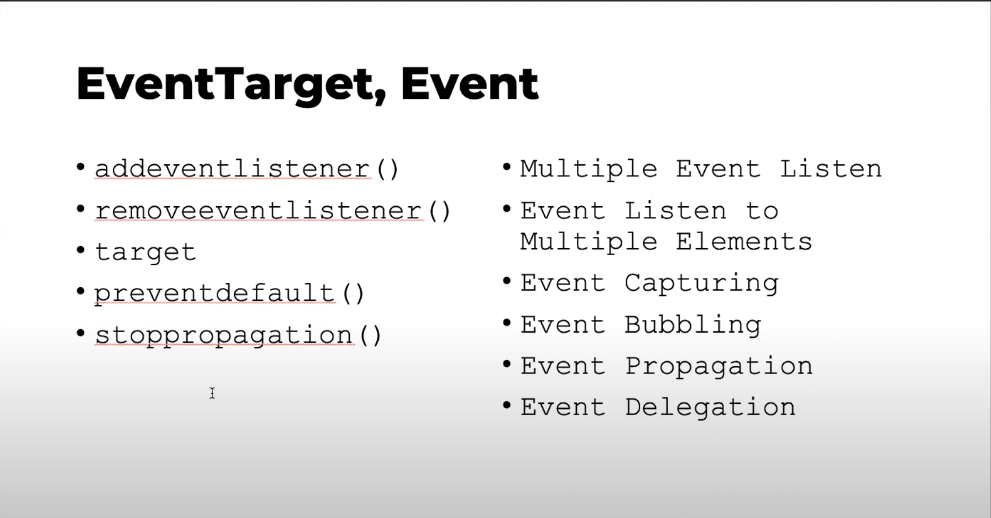 EventTarget, Event
• addeventlistener()
• removeeventlistener()
• target
• preventdefault()
• stoppropagation()
• Multiple Event Listen
• Event Listen to
Multiple Elements
• Event Capturing
• Event Bubbling
• Event Propagation
• Event Delegation